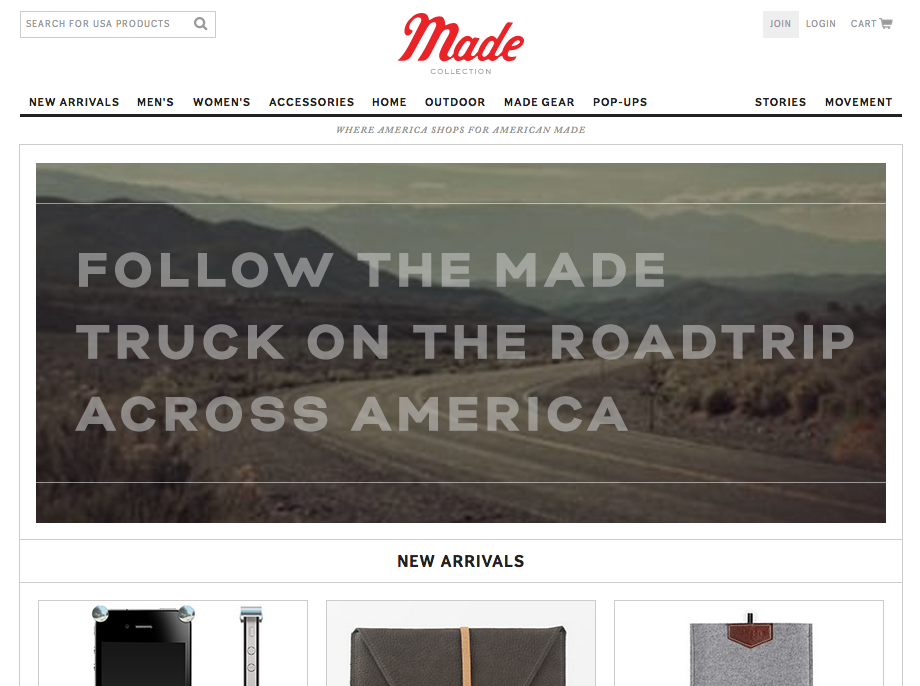 SEARCH FOR USA PRODUCTS
Made
COLLECTION
JOIN LOGIN CART
NEW ARRIVALS MEN'S WOMEN'S ACCESSORIES HOME OUTDOOR MADE GEAR POP-UPS STORIES MOVEMENT
WHERE AMERICA SHOPS FOR AMERICAN MADE
FOLLOW THE MADE
TRUCK ON THE ROADTRIP
ACROSS AMERICA
NEW ARRIVALS